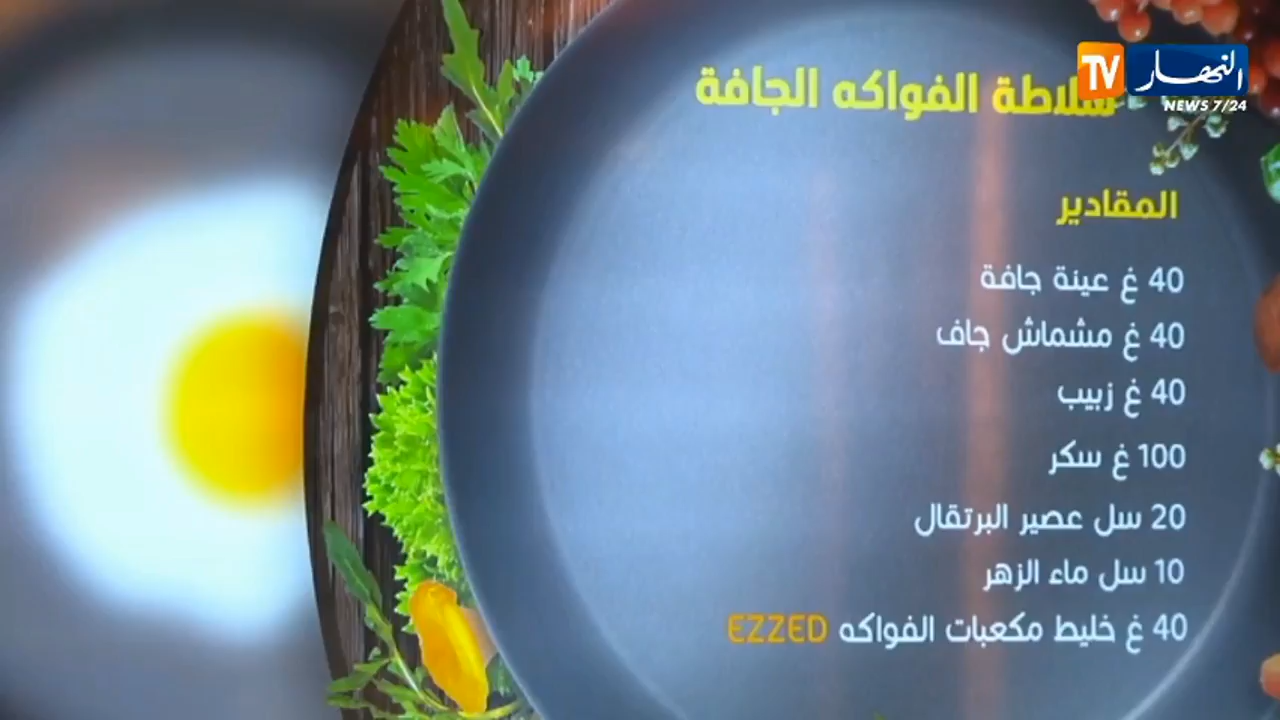 النهار TV
NEWS 7/24
سلاطة الفواكه الجافة
المقادير
40 غ عينة جافة
40 غ مشماش جاف
40 غ زبيب
100 غ سكر
20 سل عصير البرتقال
10 سل ماء الزهر
40 غ خليط مكعبات الفواكه EZZED